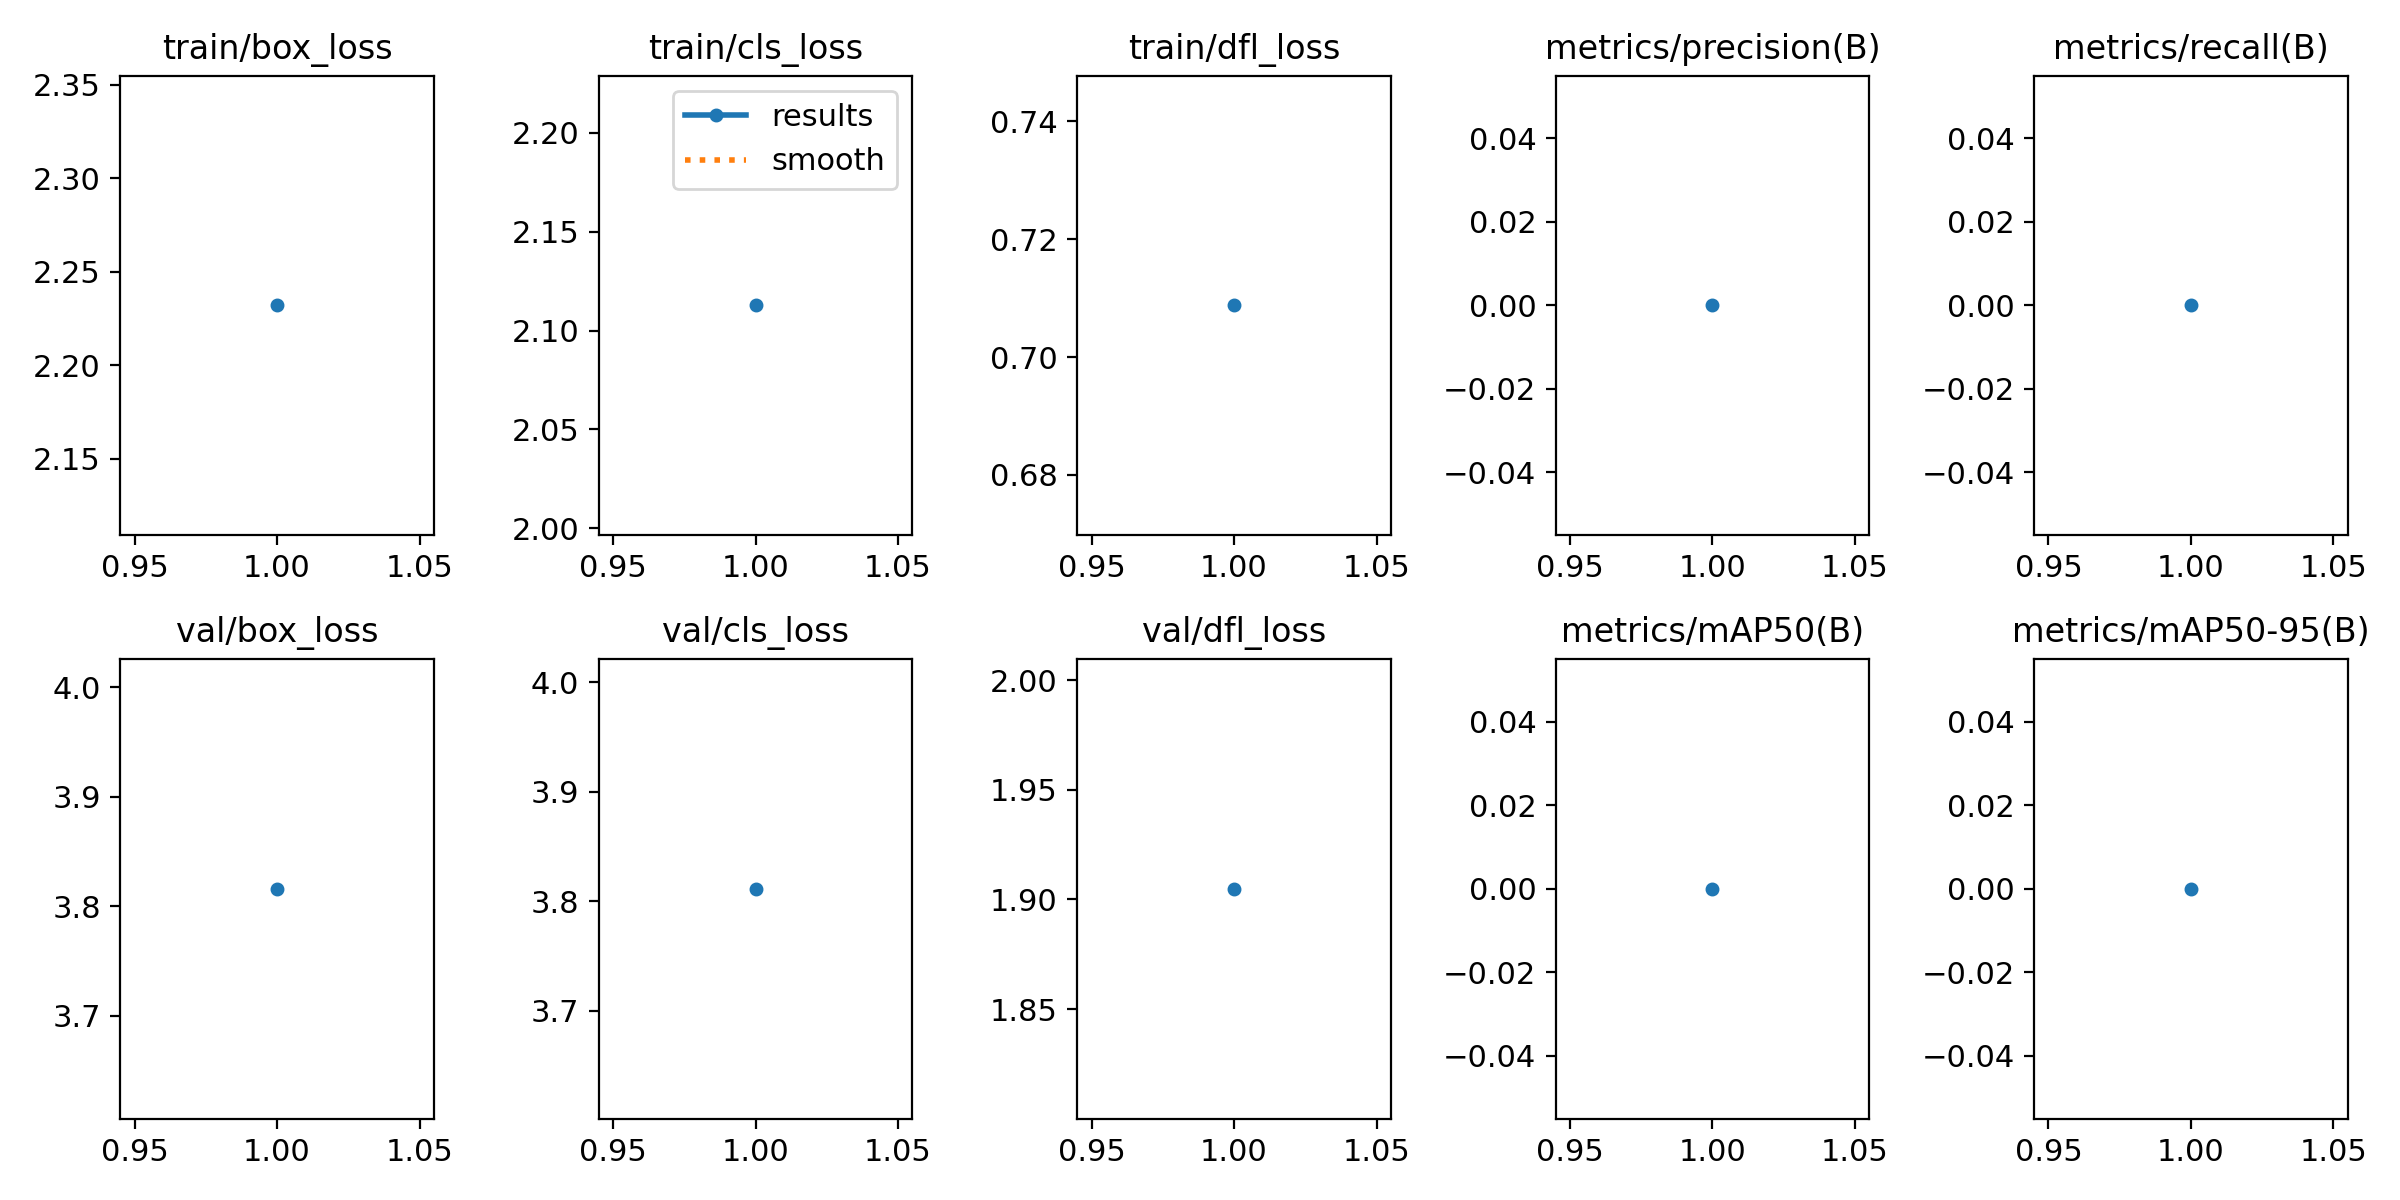 train/box_loss
2.35
2.30
2.25
2.20
2.15
0.95 1.00 1.05
train/cls_loss
results
smooth
2.20
2.15
2.10
2.05
2.00
0.95 1.00 1.05
train/dfl_loss
0.74
0.72
0.70
0.68
0.95 1.00 1.05
metrics/precision(B)
0.04
0.02
0.00
−0.02
−0.04
0.95 1.00 1.05
metrics/recall(B)
0.04
0.02
0.00
−0.02
−0.04
0.95 1.00 1.05
val/box_loss
4.0
3.9
3.8
3.7
0.95 1.00 1.05
val/cls_loss
4.0
3.9
3.8
3.7
0.95 1.00 1.05
val/dfl_loss
2.00
1.95
1.90
1.85
0.95 1.00 1.05
metrics/mAP50(B)
0.04
0.02
0.00
−0.02
−0.04
0.95 1.00 1.05
metrics/mAP50-95(B)
0.04
0.02
0.00
−0.02
−0.04
0.95 1.00 1.05